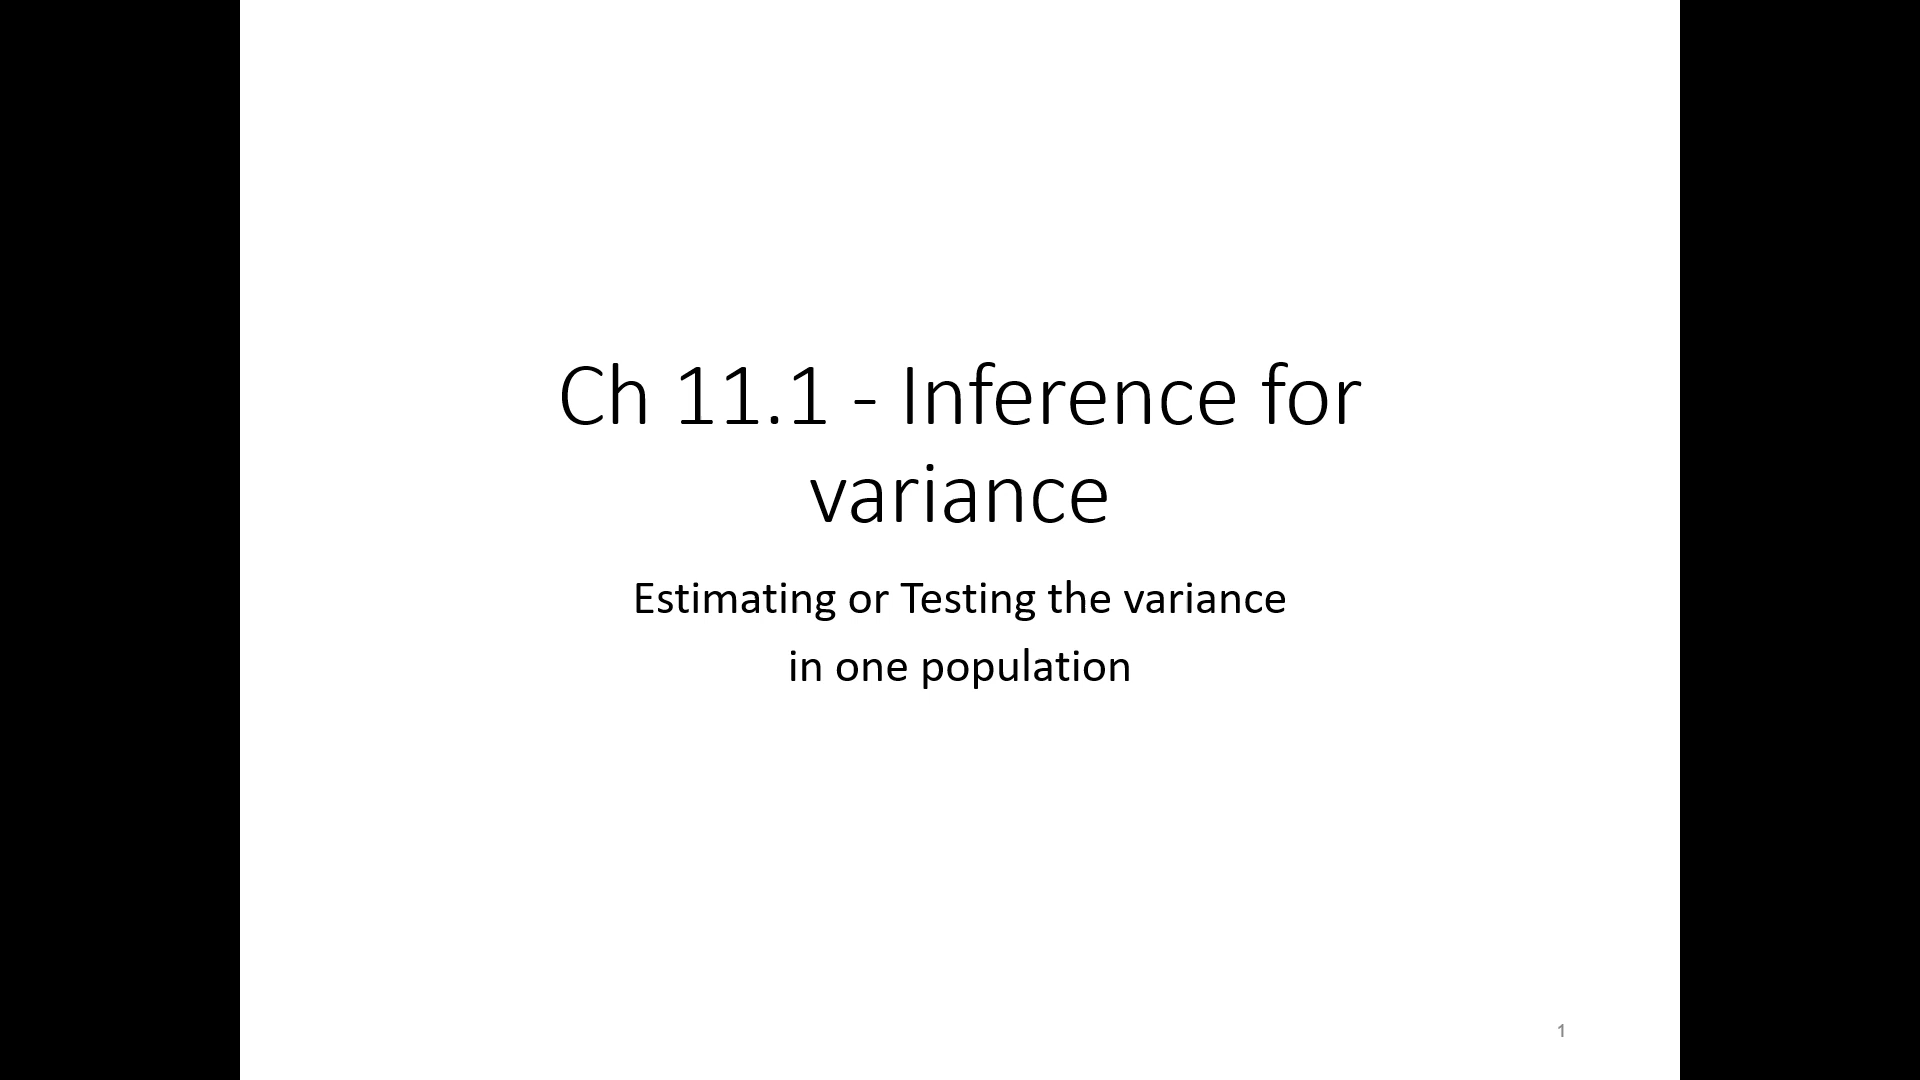 Ch 11.1 - Inference for
variance
Estimating or Testing the variance
in one population
1